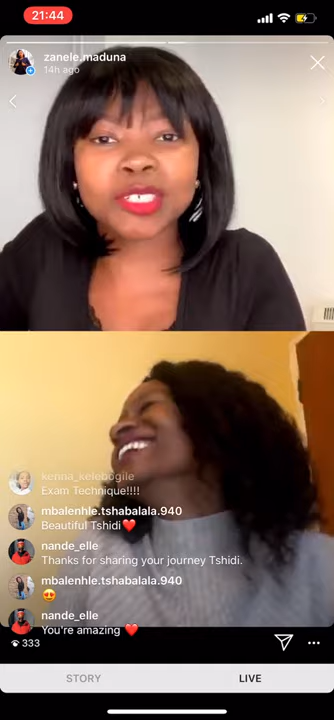 21:44
zanele.maduna
14h ago
kenna_kelebogile
Exam Technique!!!!
mbalenhle.tshabalala.940
Beautiful Tshidi❤️
nande_elle
Thanks for sharing your journey Tshidi.
mbalenhle.tshabalala.940
😍
nande_elle
You're amazing ❤️
333
STORY
LIVE